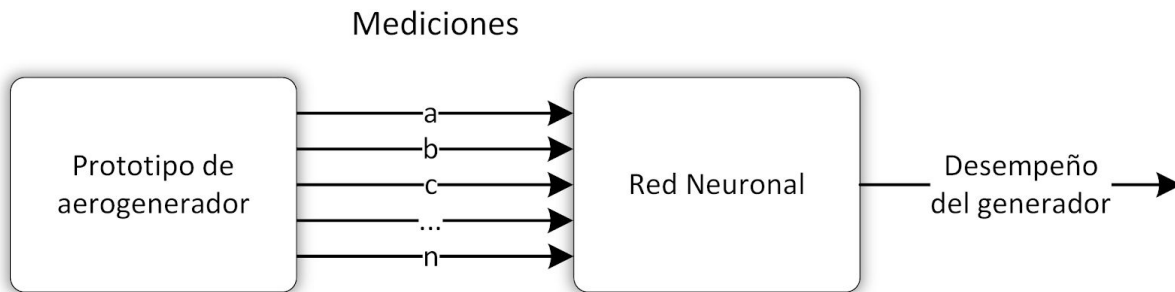 Mediciones
Prototipo de
aerogenerador
a
b
c
...
n
Red Neuronal
Desempeño
del generador